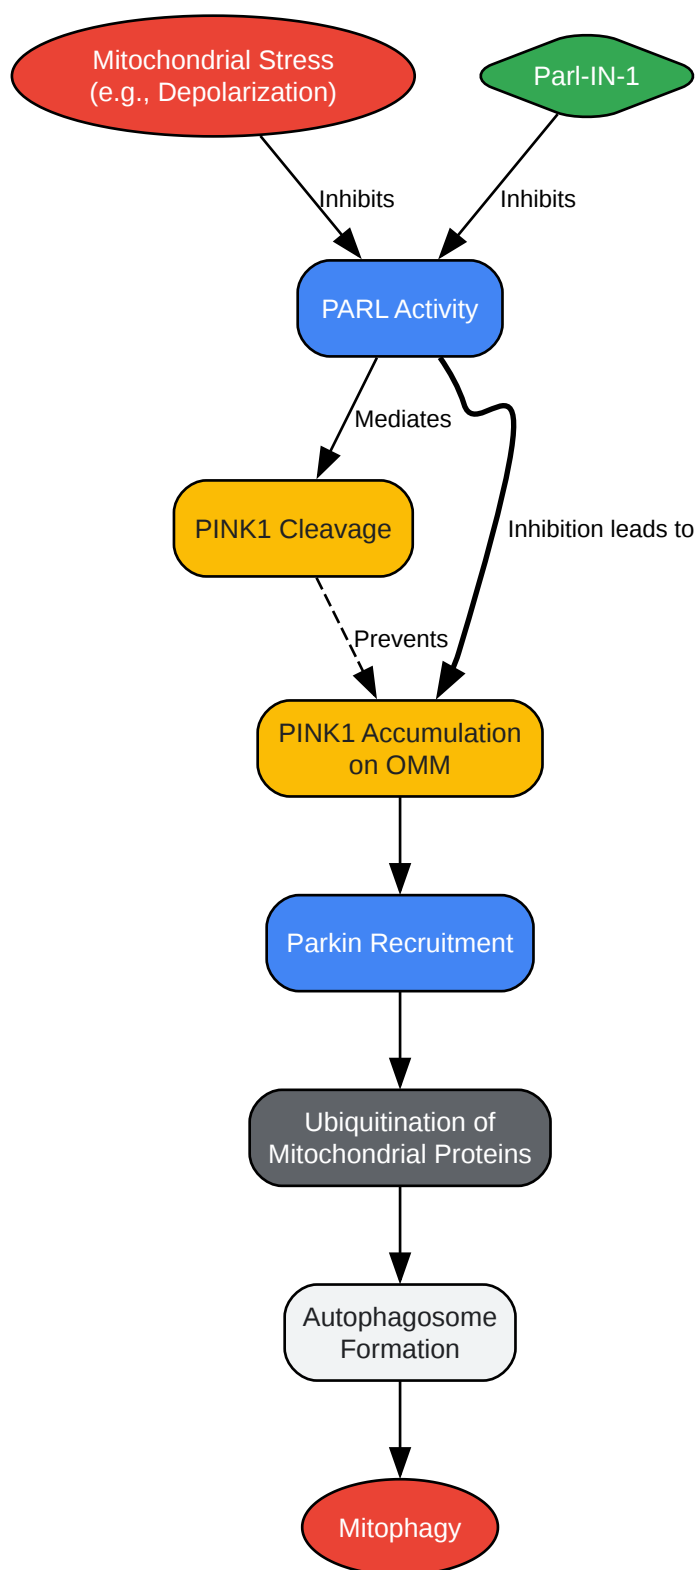 Mitochondrial Stress
(e.g., Depolarization)
Parl-IN-1
Inhibits
Inhibits
PARL Activity
Mediates
PINK1 Cleavage
Inhibition leads to
Prevents
PINK1 Accumulation
on OMM
Parkin Recruitment
Ubiquitination of
Mitochondrial Proteins
Autophagosome
Formation
Mitophagy